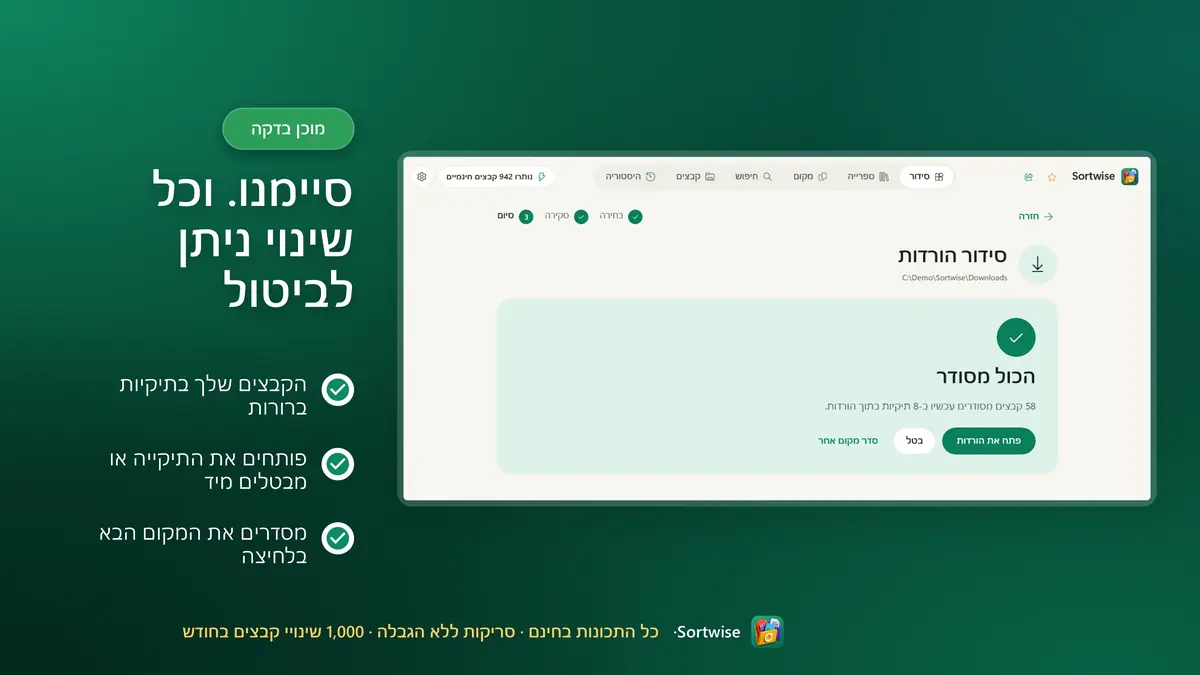 מוכן בדקה
סיימנו. וכל
שינוי ניתן
לביטול
הקבצים שלך בתיקיות
ברורות
פותחים את התיקייה או
מבטלים מיד
מסדרים את המקום הבא
בלחיצה
Sortwise
סידור
ספרייה
מקום
חיפוש
קבצים
היסטוריה
נותרו 942 קבצים חינמיים
חזרה
בחירה
סקירה
3 סיום
סידור הורדות
C:\Demo\Sortwise\Downloads
הכול מסודר
58 קבצים מסודרים עכשיו ב-8 תיקיות בתוך הורדות.
פתח את הורדות
בטל
סדר מקום אחר
Sortwise· כל התכונות בחינם · סריקות ללא הגבלה · 1,000 שינויי קבצים בחודש